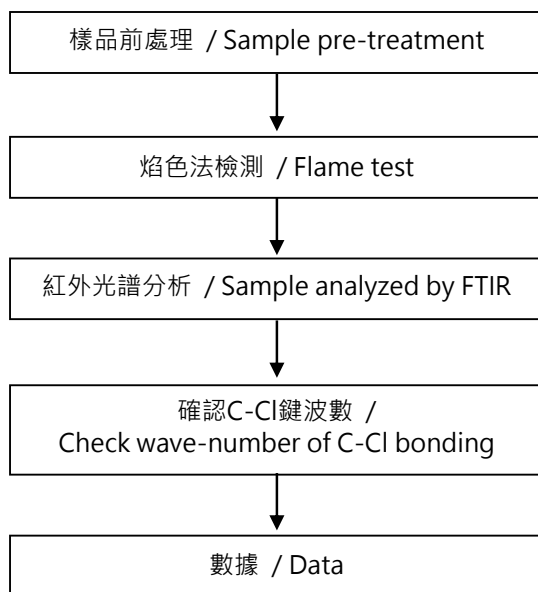 樣品前處理 / Sample pre-treatment
焰色法檢測 / Flame test
紅外光譜分析 / Sample analyzed by FTIR
確認C-Cl鍵波數 /
Check wave-number of C-Cl bonding
數據 / Data